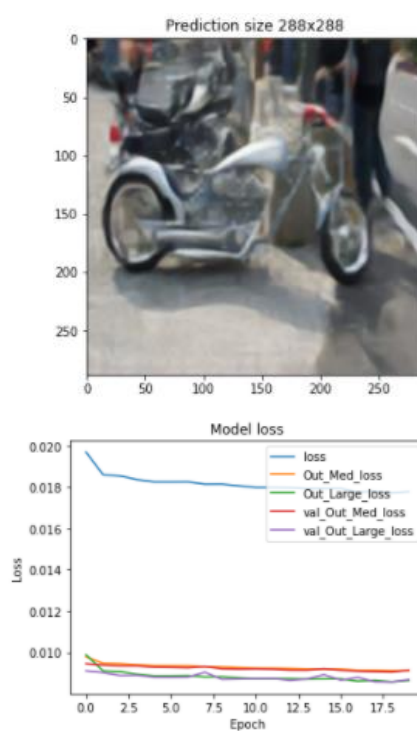 Prediction size 288x288
0
50
100
150
200
250
0 50 100 150 200 250
Model loss
0.020
0.018
0.016
0.014
0.012
0.010
Loss
loss
Out_Med_loss
Out_Large_loss
val_Out_Med_loss
val_Out_Large_loss
0.0 2.5 5.0 7.5 10.0 12.5 15.0 17.5
Epoch